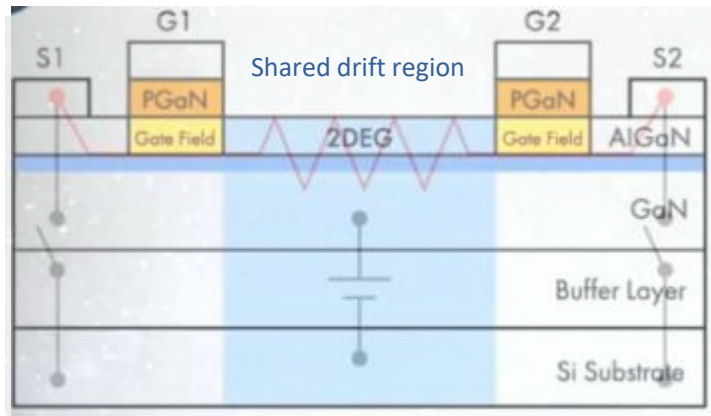 G1
G2
S1
Shared drift region
S2
PGaN
PGaN
Gate Field
2DEG
Gate Field
AlGaN
GaN
Buffer Layer
Si Substrate